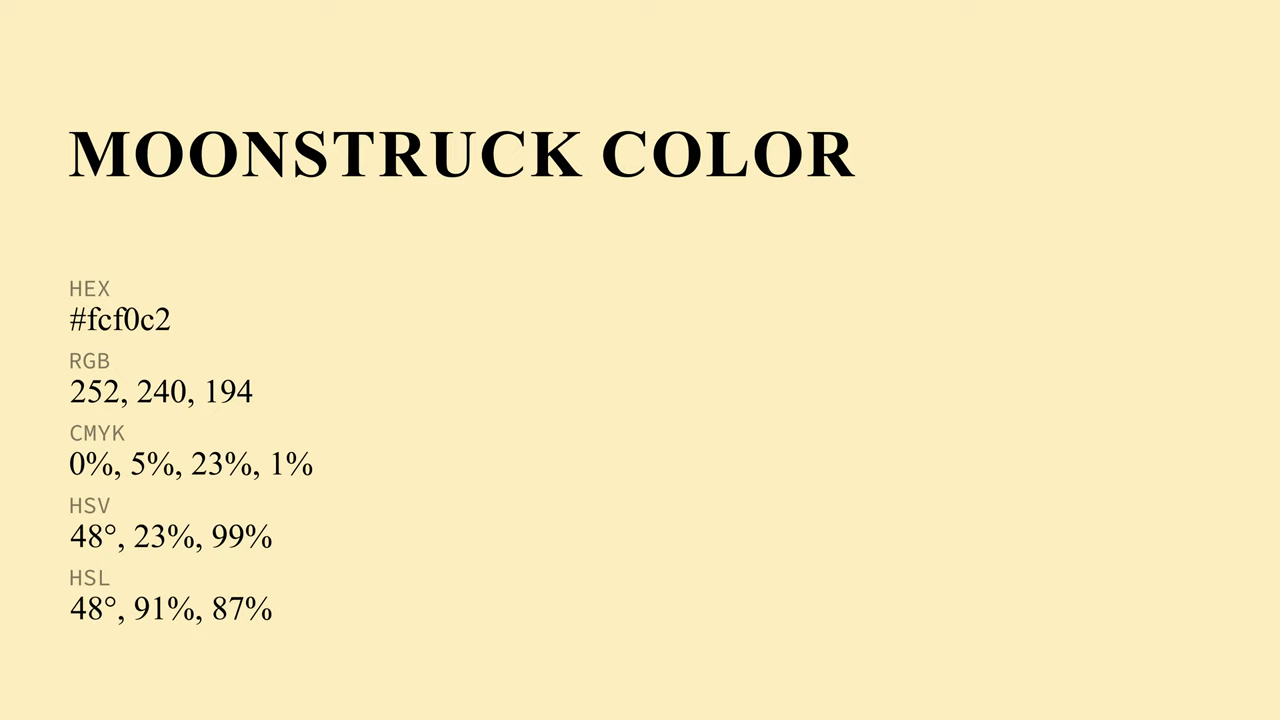 MOONSTRUCK COLOR
HEX
#fcf0c2
RGB
252, 240, 194
CMYK
0%, 5%, 23%, 1%
HSV
48°, 23%, 99%
HSL
48°, 91%, 87%